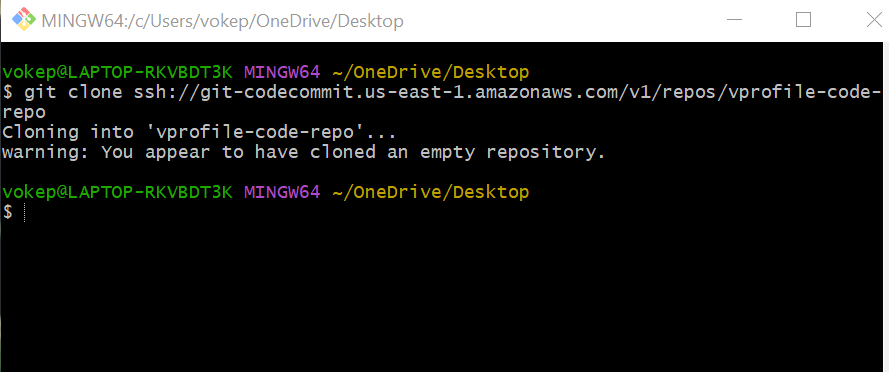 MINGW64:/c/Users/vokep/OneDrive/Desktop
vokep@LAPTOP-RKVBDT3K MINGW64 ~/OneDrive/Desktop
$ git clone ssh://git-codecommit.us-east-1.amazonaws.com/v1/repos/vprofile-code-
repo
Cloning into 'vprofile-code-repo'...
warning: You appear to have cloned an empty repository.
vokep@LAPTOP-RKVBDT3K MINGW64 ~/OneDrive/Desktop
$